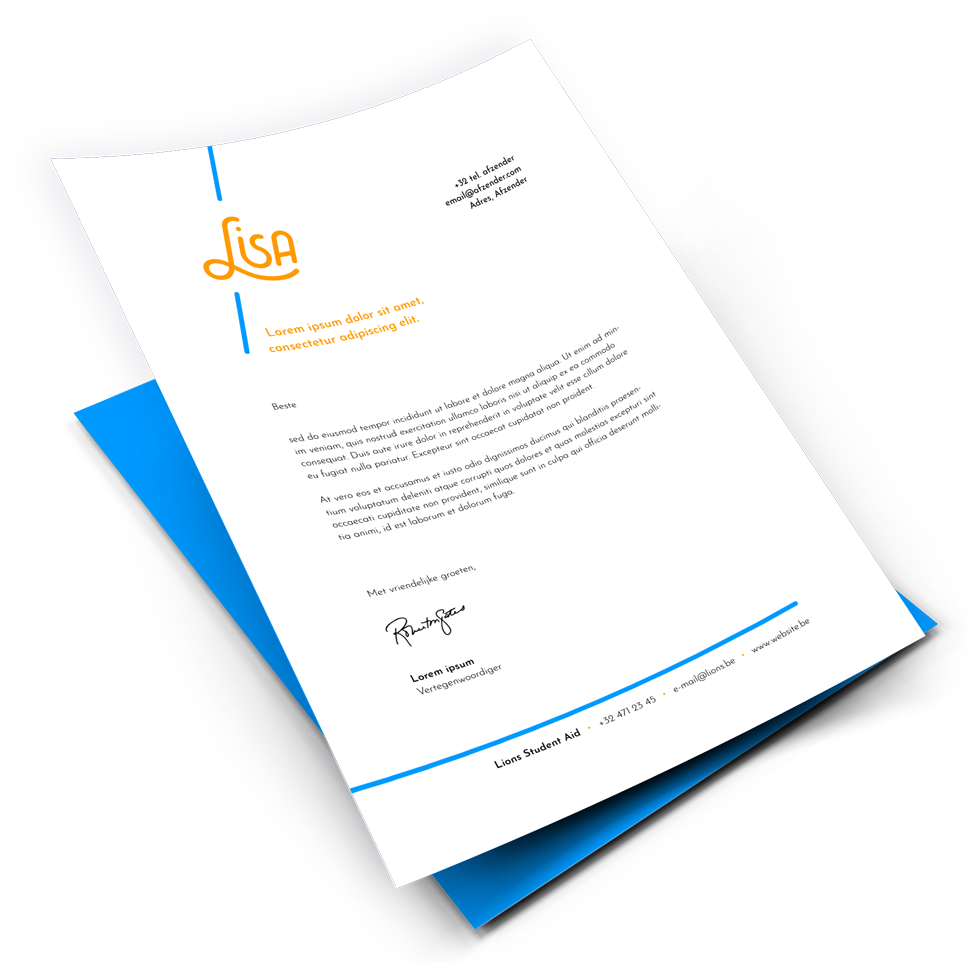 +32 tel. afzender
email@afzender.com
Adres, Afzender
LiSA
Lorem ipsum dolor sit amet,
consectetur adipiscing elit.
Beste
sed do eiusmod tempor incididunt ut labore et dolore magna aliqua. Ut enim ad min-
im veniam, quis nostrud exercitation ullamco laboris nisi ut aliquip ex ea commodo
consequat. Duis aute irure dolor in reprehenderit in voluptate velit esse cillum dolore
eu fugiat nulla pariatur. Excepteur sint occaecat cupidatat non proident.
At vero eos et accusamus et iusto odio dignissimos ducimus qui blanditiis praesen-
tium voluptatum deleniti atque corrupti quos dolores et quas molestias excepturi sint
occaecati cupiditate non provident, similique sunt in culpa qui officia deserunt molli-
tia animi, id est laborum et dolorum fuga.
Met vriendelijke groeten,
Lorem ipsum
Vertegenwoordiger
Lions Student Aid • +32 471 23 45 • e-mail@lions.be • www.website.be